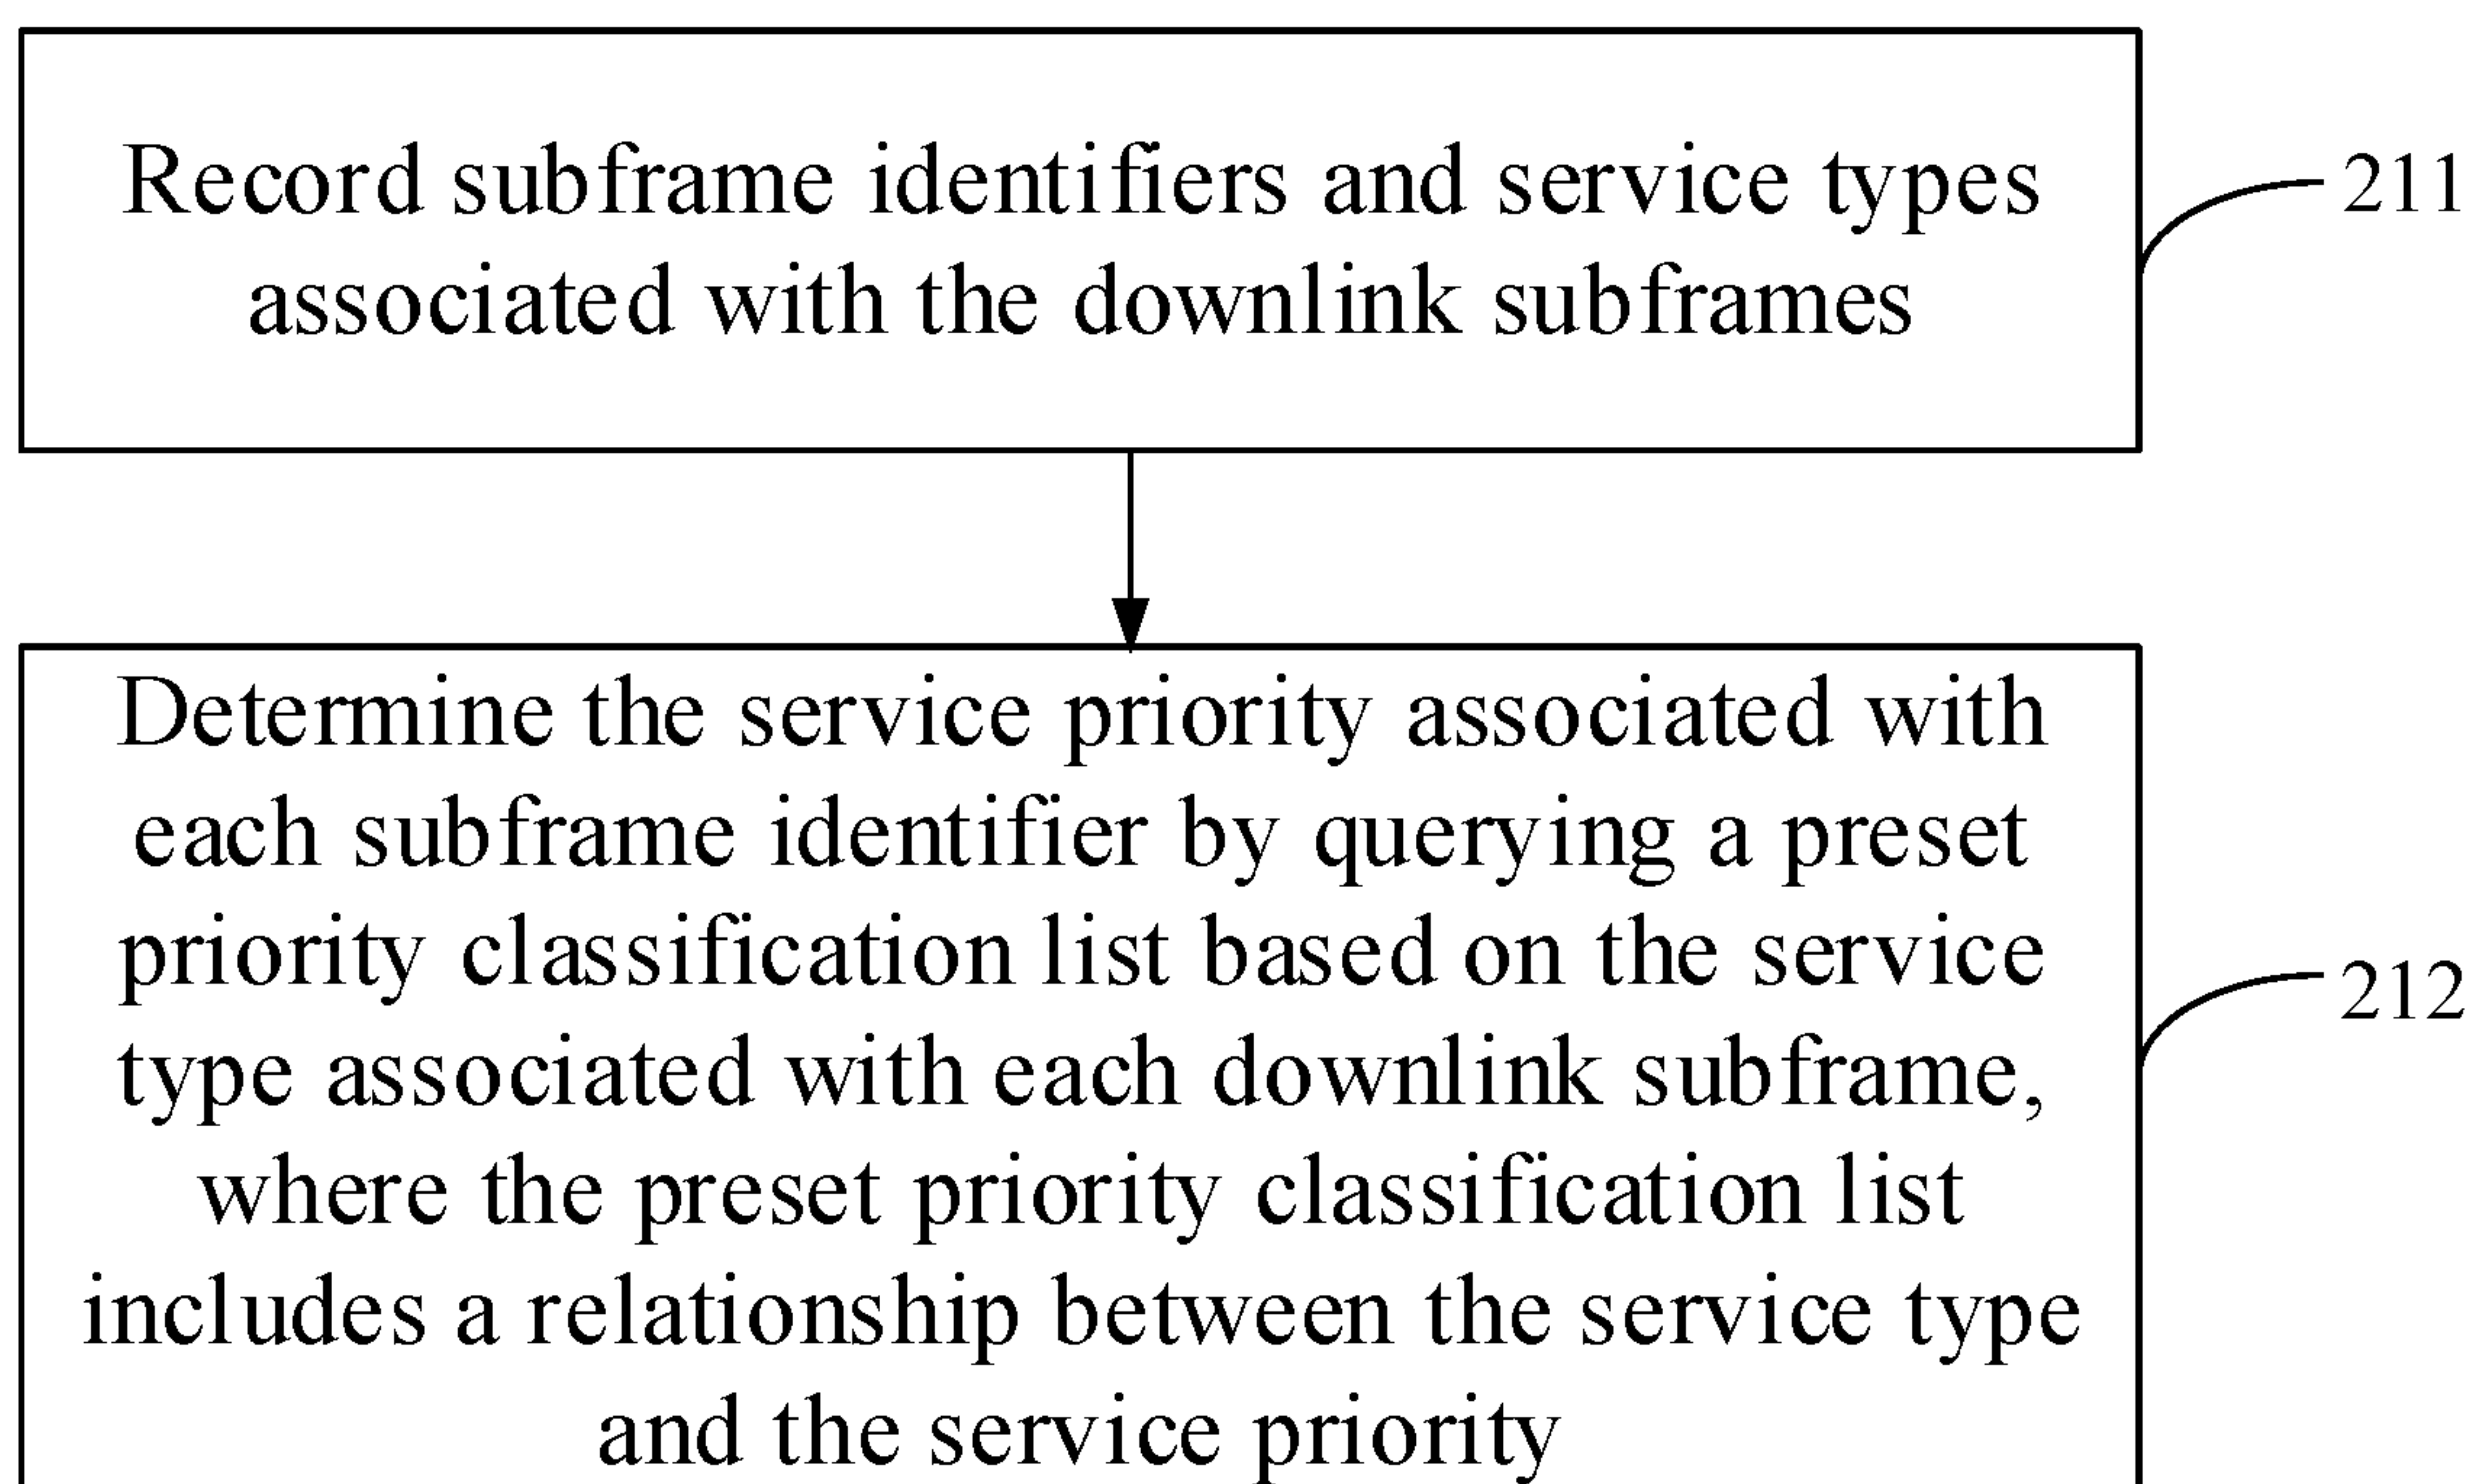 Record subframe identifiers and service types
associated with the downlink subframes
211
Determine the service priority associated with
each subframe identifier by querying a preset
priority classification list based on the service
type associated with each downlink subframe,
where the preset priority classification list
includes a relationship between the service type
and the service priority
212